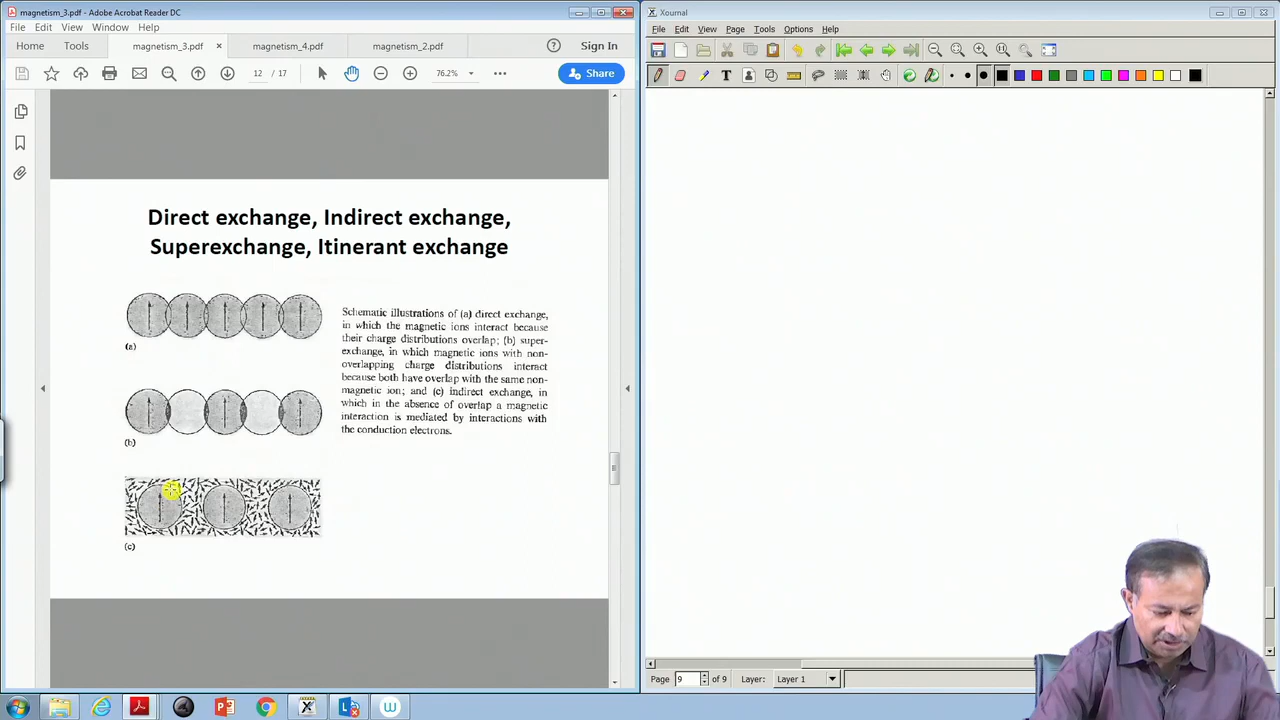 magnetism_3.pdf - Adobe Acrobat Reader DC
File Edit View Window Help
Home Tools magnetism_3.pdf × magnetism_4.pdf magnetism_2.pdf ? Sign In
12 / 17 76.2% Share
Direct exchange, Indirect exchange,
Superexchange, Itinerant exchange
(a)
(b)
(c)
Schematic illustrations of (a) direct exchange,
in which the magnetic ions interact because
their charge distributions overlap; (b) super-
exchange, in which magnetic ions with non-
overlapping charge distributions interact
because both have overlap with the same non-
magnetic ion; and (c) indirect exchange, in
which in the absence of overlap a magnetic
interaction is mediated by interactions with
the conduction electrons.
Xournal
File Edit View Page Tools Options Help
T
Page 9 of 9 Layer: Layer 1